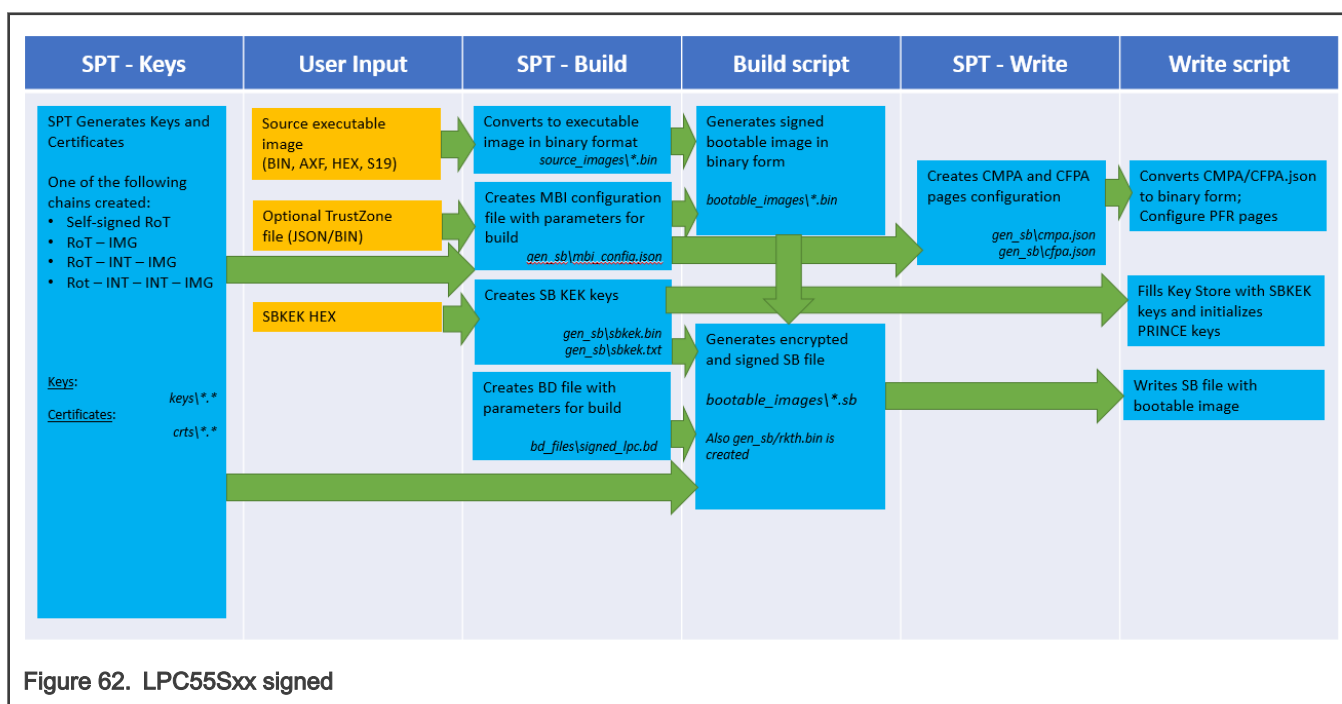 SPT - Keys
User Input
SPT - Build
Build script
SPT - Write
Write script
SPT Generates Keys and
Certificates
One of the following
chains created:
• Self-signed RoT
• RoT – IMG
• RoT – INT – IMG
• Rot – INT – INT – IMG
Keys:
keys\*.*
Certificates:
crts\*.*
Source executable
image
(BIN, AXF, HEX, S19)
Optional TrustZone
file (JSON/BIN)
SBKEK HEX
Converts to executable
image in binary format
source_images\*.bin
Creates MBI configuration
file with parameters for
build
gen_sb\mbi_config.json
Creates SB KEK keys
gen_sb\sbkek.bin
gen_sb\sbkek.txt
Creates BD file with
parameters for build
bd_files\signed_lpc.bd
Generates signed
bootable image in
binary form
bootable_images\*.bin
Generates encrypted
and signed SB file
bootable_images\*.sb
Also gen_sb/rkth.bin is
created
Creates CMPA and CFPA
pages configuration
gen_sb\cmpa.json
gen_sb\cfpa.json
Converts CMPA/CFPA.json
to binary form;
Configure PFR pages
Fills Key Store with SBKEK
keys and initializes
PRINCE keys
Writes SB file with
bootable image
Figure 62. LPC55Sxx signed